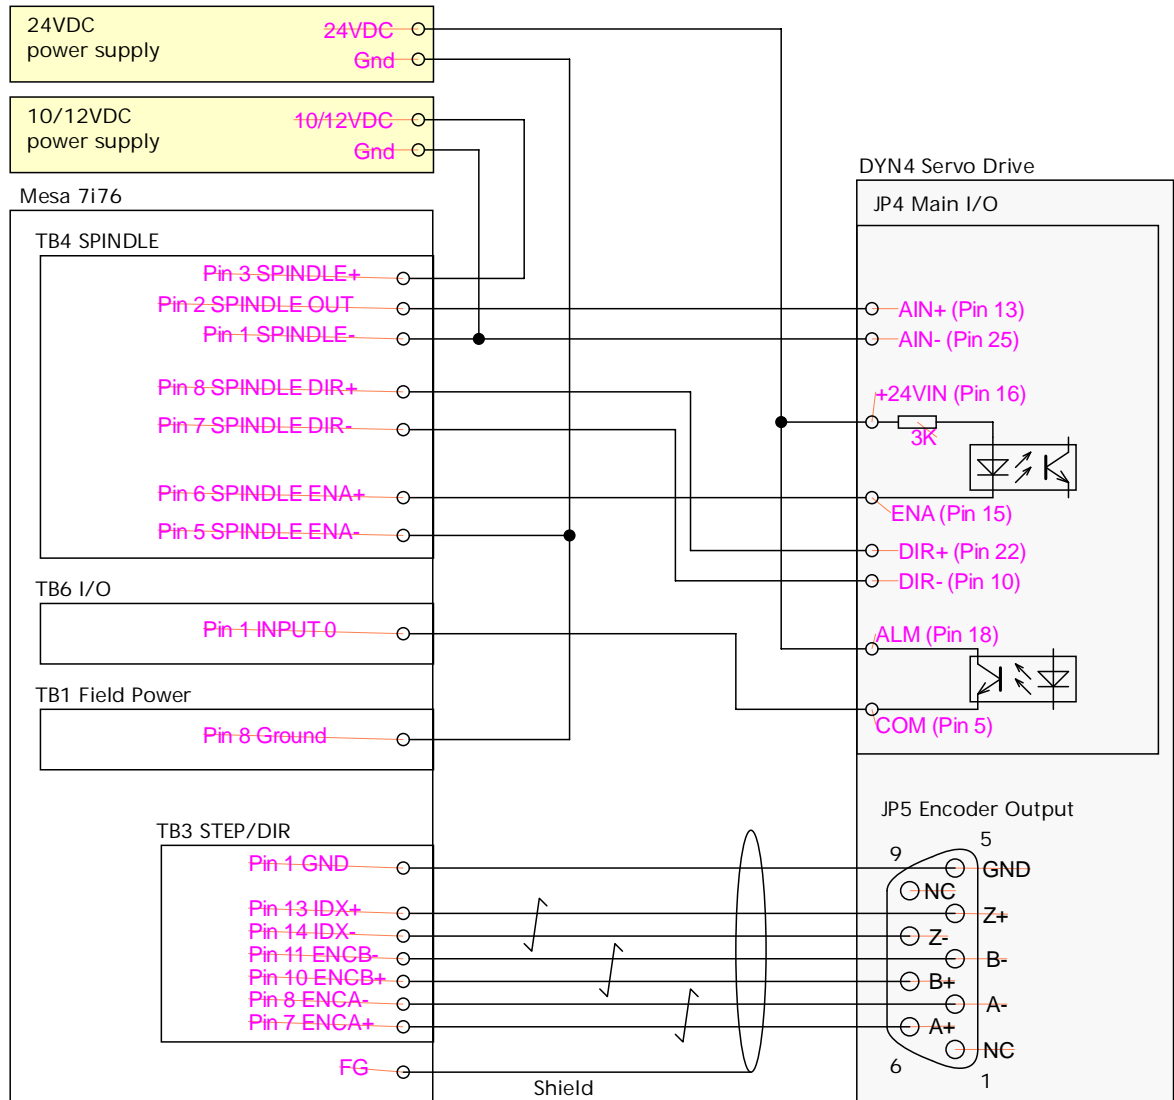 24VDC
power supply
24VDC
Gnd
10/12VDC
power supply
10/12VDC
Gnd
Mesa 7i76
TB4 SPINDLE
Pin 3 SPINDLE+
Pin 2 SPINDLE OUT
Pin 1 SPINDLE-
Pin 8 SPINDLE DIR+
Pin 7 SPINDLE DIR-
Pin 6 SPINDLE ENA+
Pin 5 SPINDLE ENA-
TB6 I/O
Pin 1 INPUT 0
TB1 Field Power
Pin 8 Ground
TB3 STEP/DIR
Pin 1 GND
Pin 13 IDX+
Pin 14 IDX-
Pin 11 ENCB-
Pin 10 ENCB+
Pin 8 ENCA-
Pin 7 ENCA+
FG
Shield
DYN4 Servo Drive
JP4 Main I/O
AIN+ (Pin 13)
AIN- (Pin 25)
+24VIN (Pin 16)
3K
ENA (Pin 15)
DIR+ (Pin 22)
DIR- (Pin 10)
ALM (Pin 18)
COM (Pin 5)
JP5 Encoder Output
5
9
GND
NC
Z+
Z-
B-
B+
A-
A+
NC
6
1